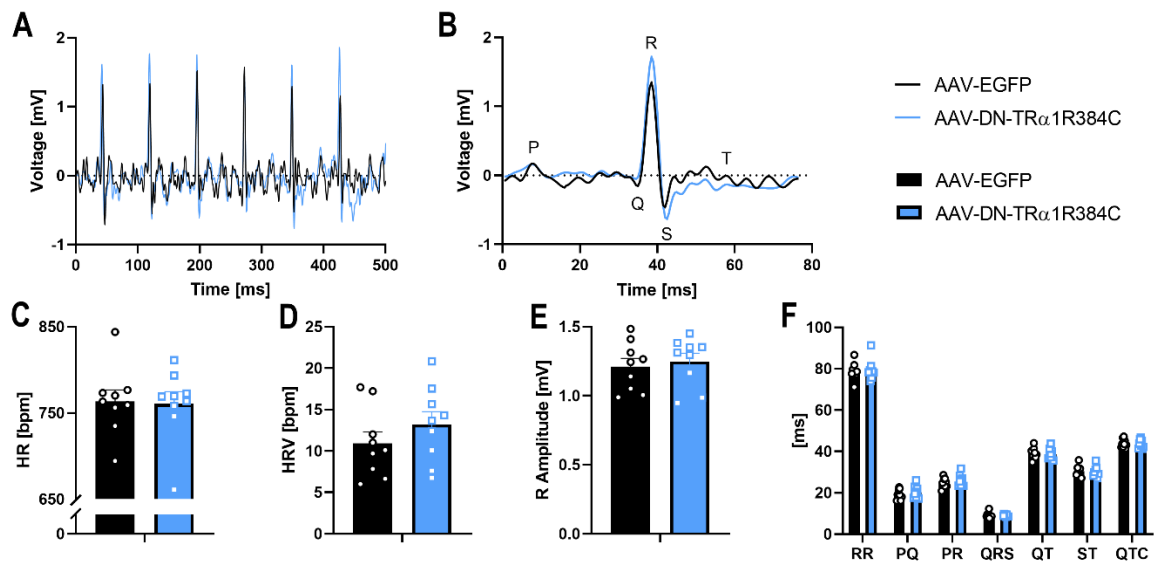 A
Voltage [mV]
2
1
0
-1
0
100
200
300
400
500
Time [ms]
B
Voltage [mV]
2
1
0
-1
P
Q
R
S
T
0
20
40
60
80
Time [ms]
AAV-EGFP
AAV-DN-TRα1R384C
AAV-EGFP
AAV-DN-TRα1R384C
C
HR [bpm]
850
750
650
0
D
HRV [bpm]
25
20
15
10
5
0
E
R Amplitude [mV]
1.5
1.0
0.5
0.0
F
[ms]
100
80
60
40
20
0
RR
PQ
PR
QRS
QT
ST
QTC